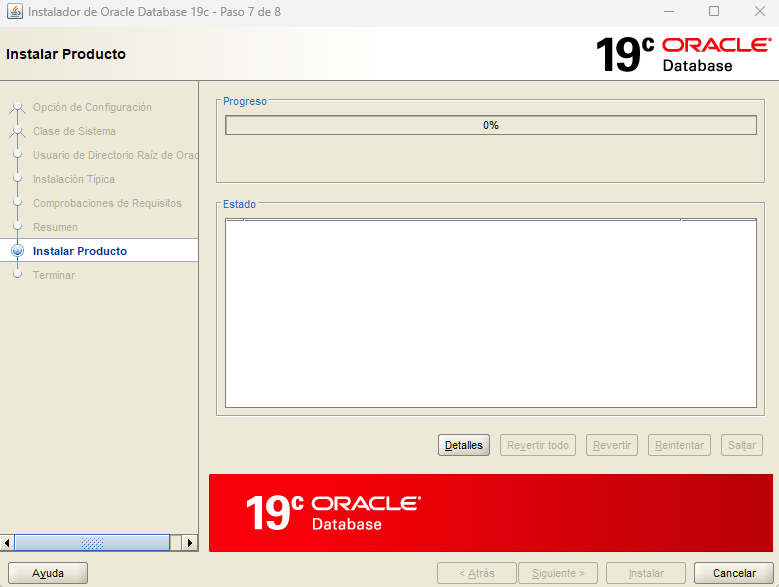 Instalador de Oracle Database 19c - Paso 7 de 8
Instalar Producto
19c ORACLE
Database
Opción de Configuración
Clase de Sistema
Usuario de Directorio Raíz de Orac
Instalación Típica
Comprobaciones de Requisitos
Resumen
Instalar Producto
Terminar
Progreso
0%
Estado
Detalles
Revertir todo
Revertir
Reintentar
Saltar
19c ORACLE
Database
Ayuda
< Atrás
Siguiente >
Instalar
Cancelar